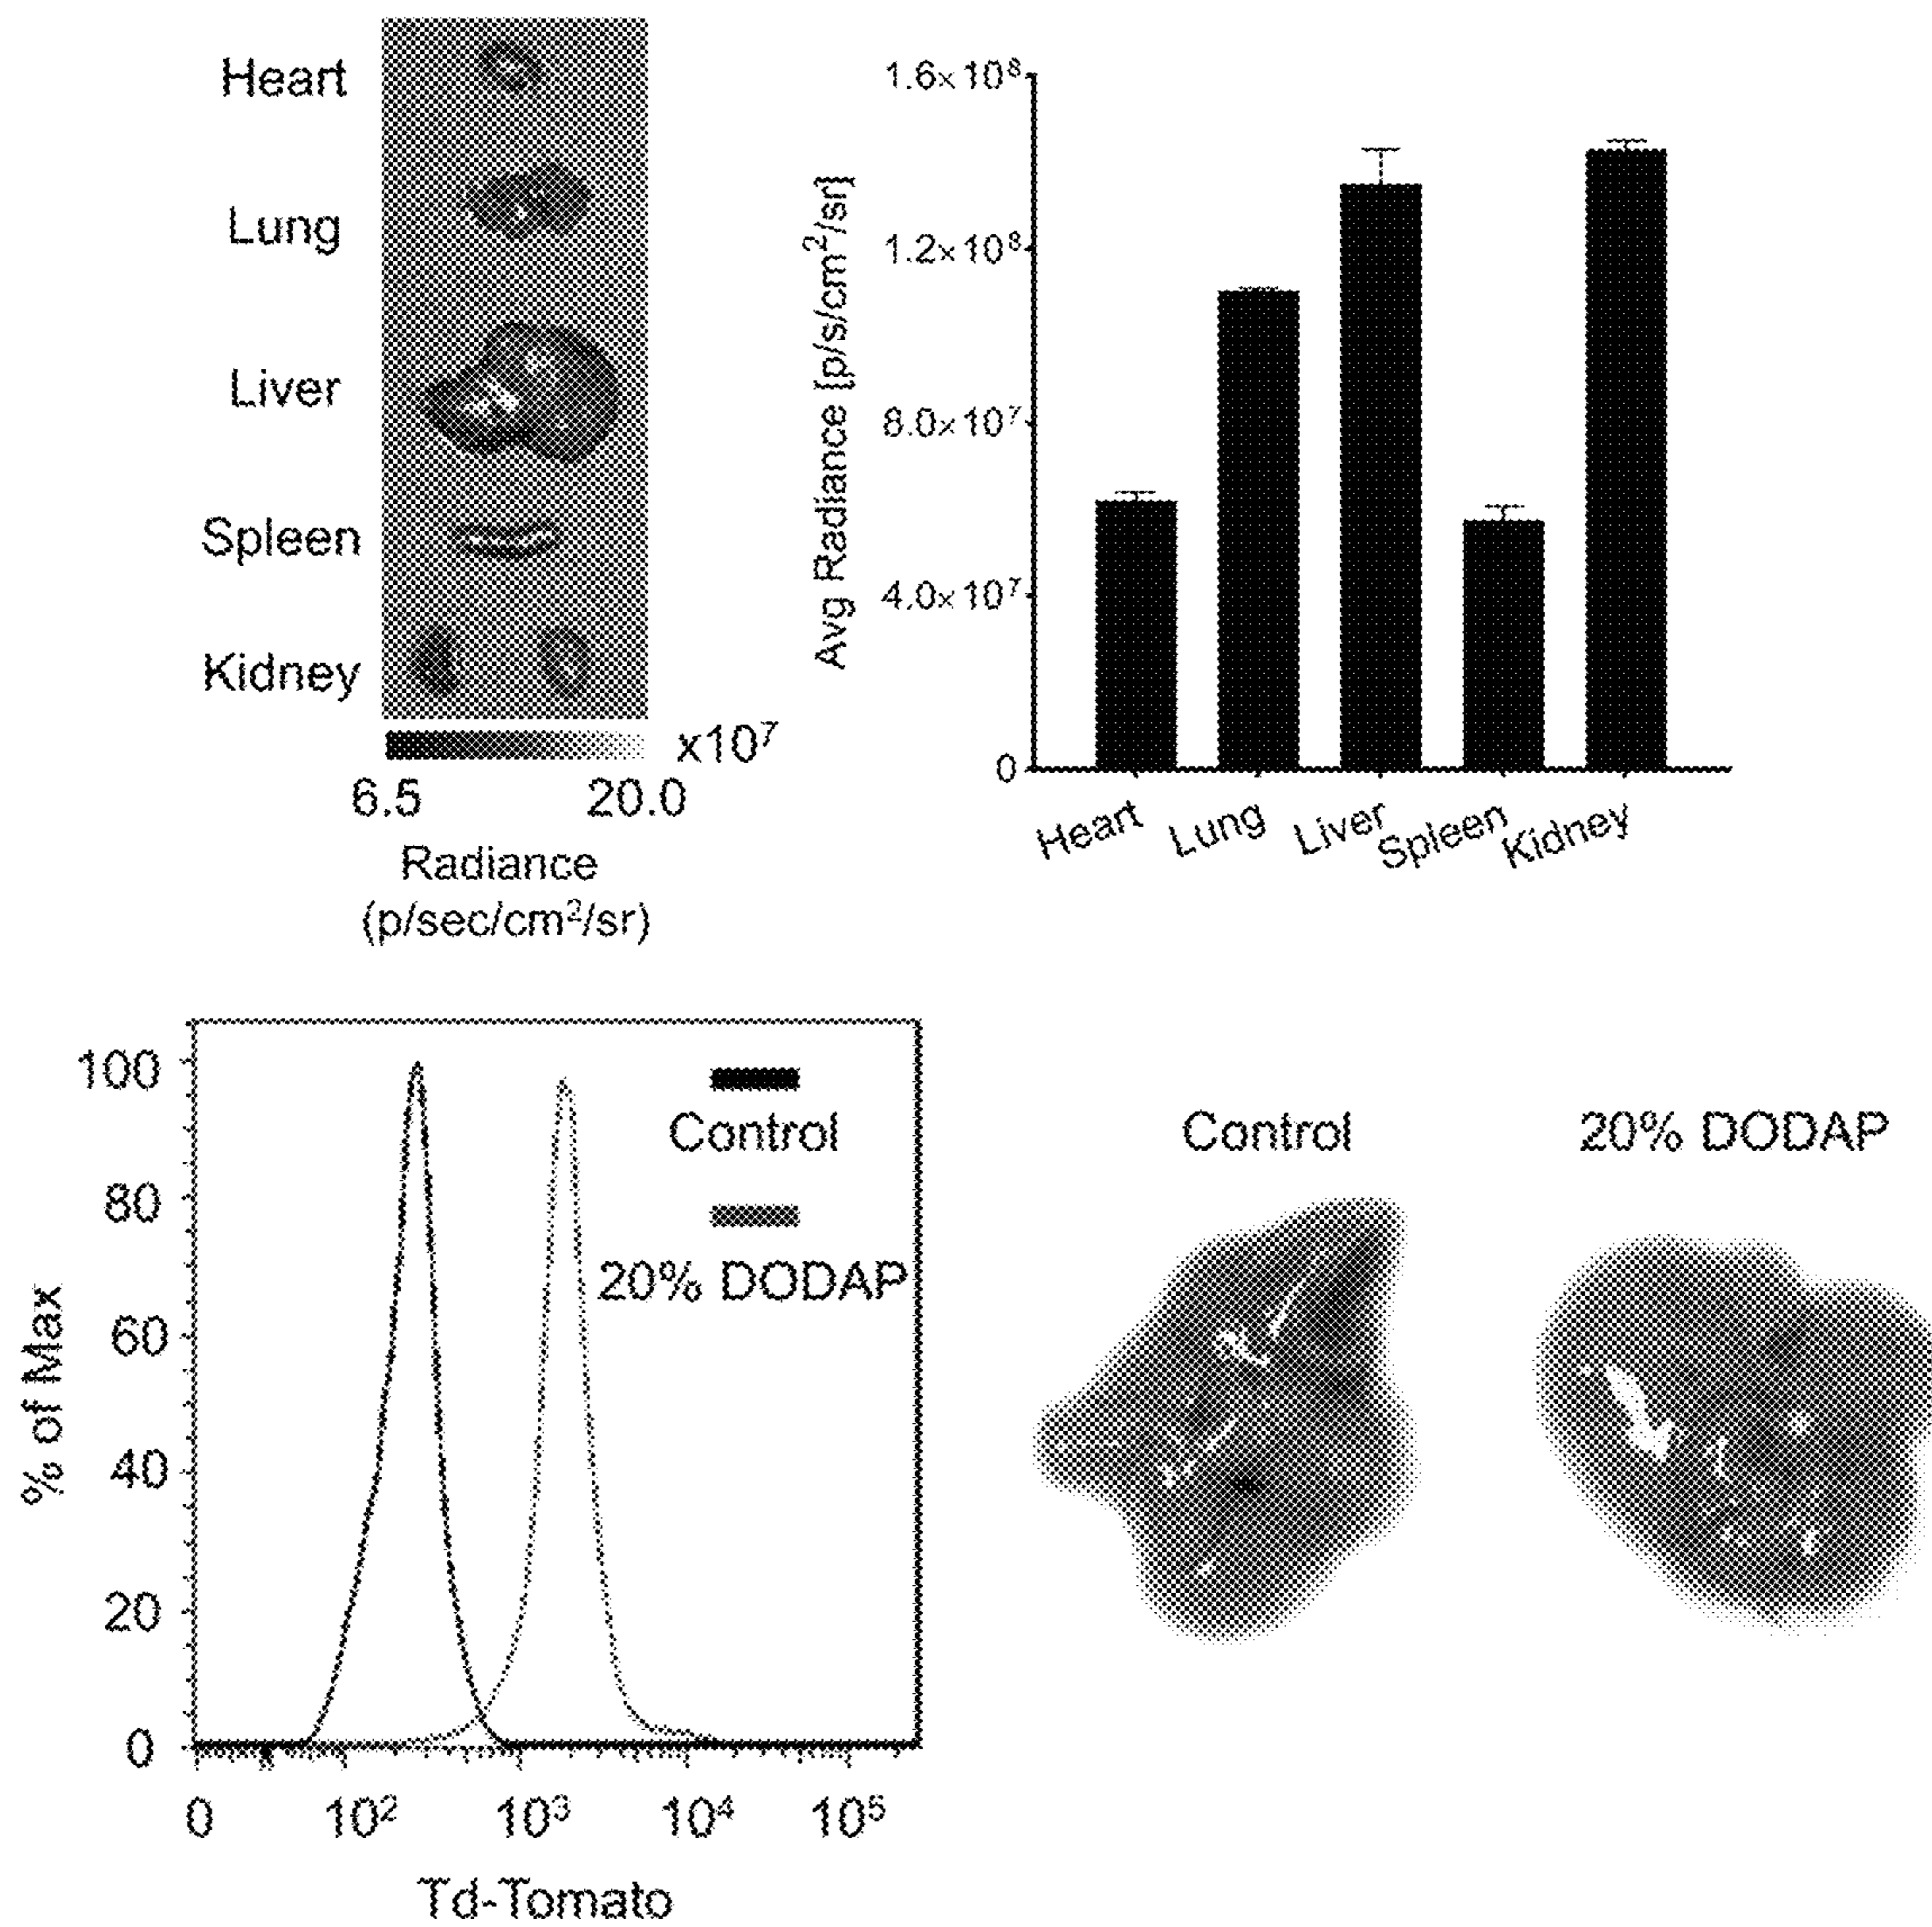 Heart
Lung
Liver
Spleen
Kidney
x10⁷
6.5 20.0
Radiance
(p/sec/cm²/sr)
Avg Radiance [p/s/cm²/sr]
1.6×10⁸
1.2×10⁸
8.0×10⁷
4.0×10⁷
0
Heart Lung Liver Spleen Kidney
% of Max
100
80
60
40
20
0
0 10² 10³ 10⁴ 10⁵
Td-Tomato
Control
20% DODAP
Control 20% DODAP